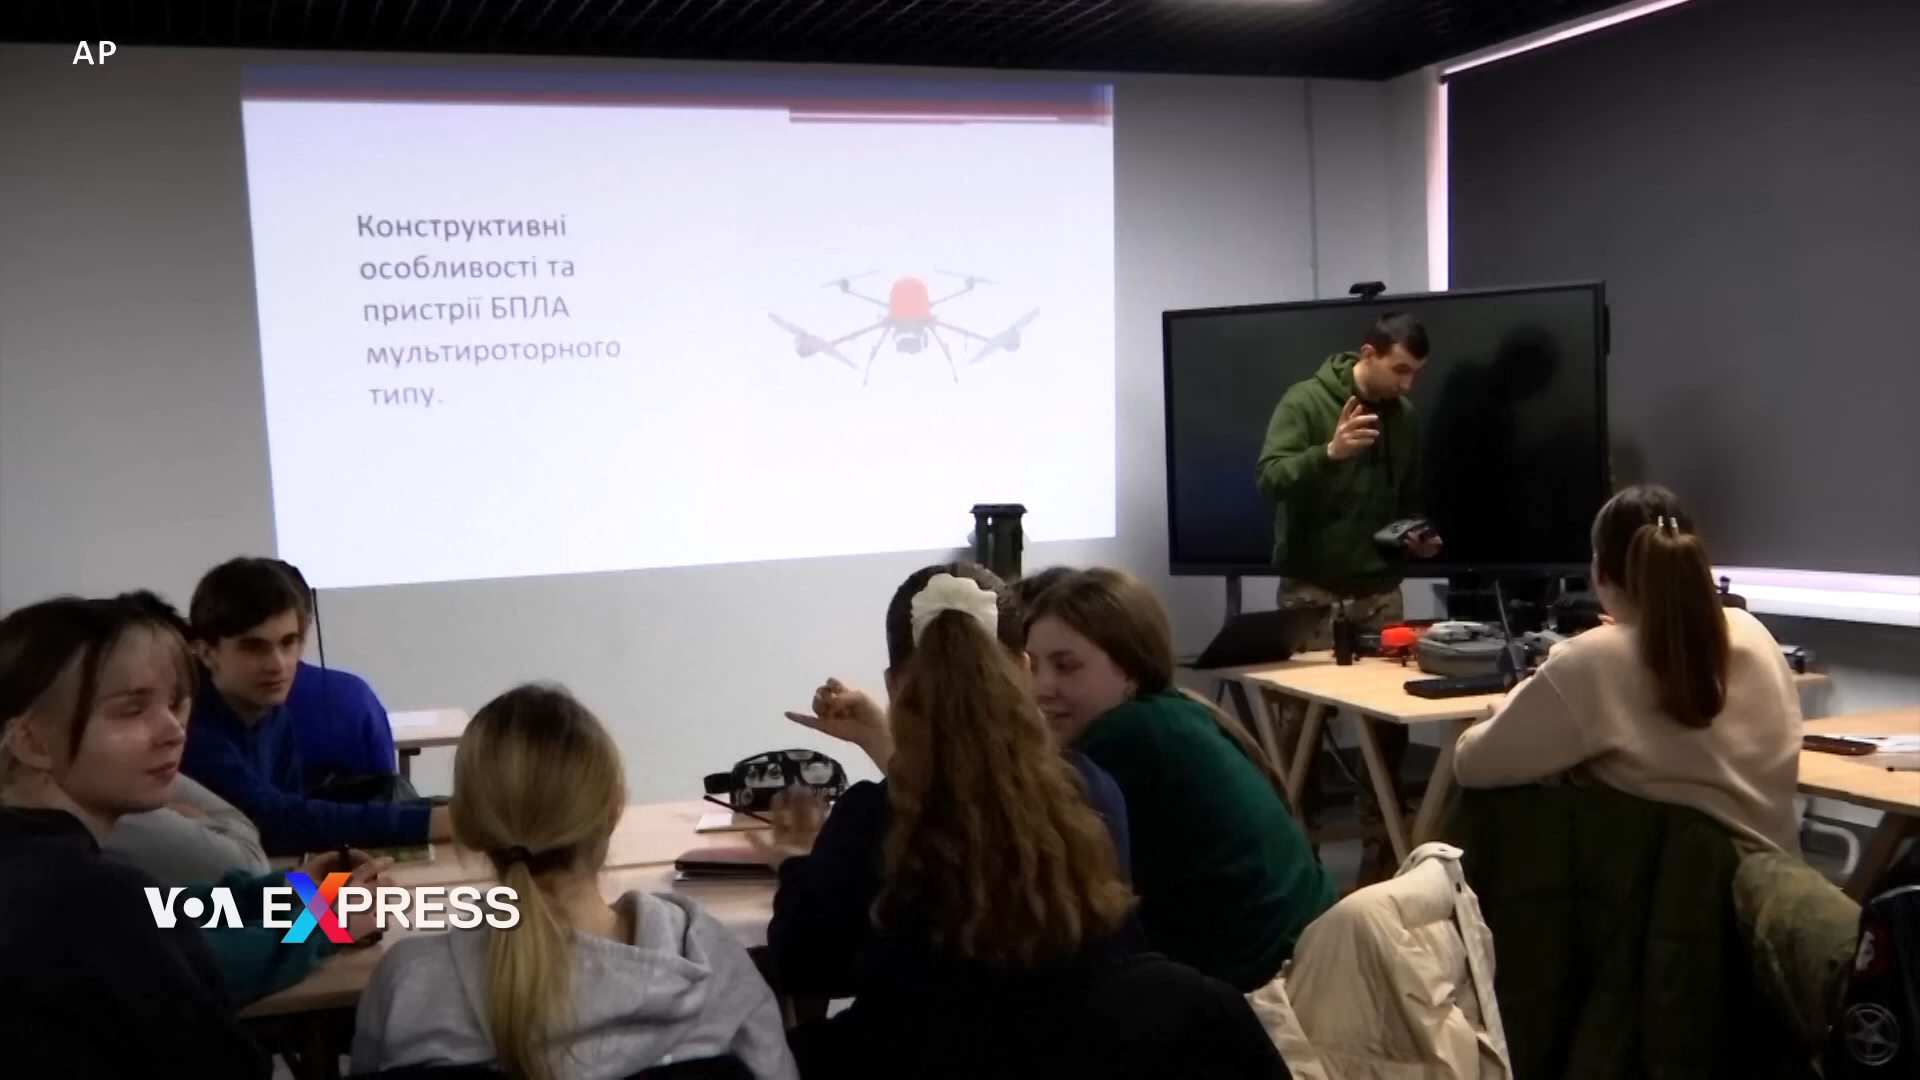 AP
Конструктивні
особливості та
пристрії БПЛА
мультироторного
типу.
VOA EXPRESS